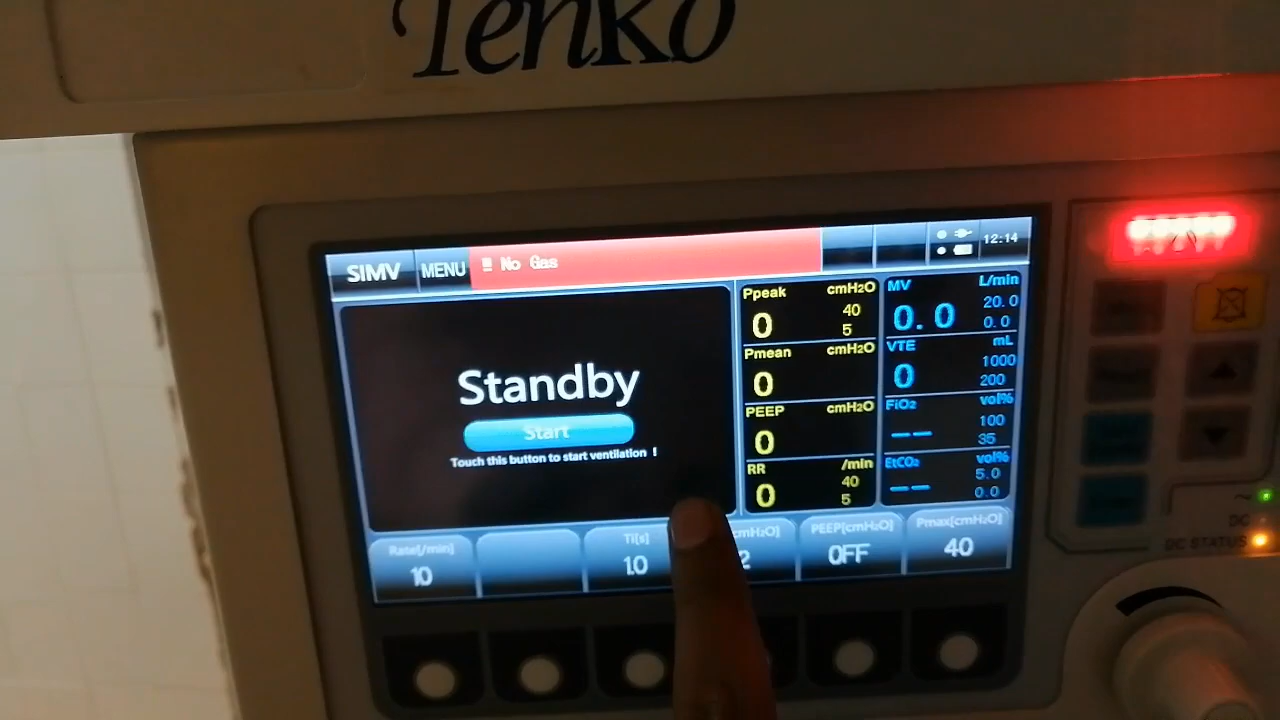 Tenko
SIMV MENU !!! No Gas 12:14
Standby
Start
Touch this button to start ventilation !
Ppeak cmH2O
0 40
5
Pmean cmH2O
0
PEEP cmH2O
0
RR /min
0 40
5
MV L/min
0.0 20.0
0.0
VTE mL
0 1000
200
FiO2 vol%
-- 100
35
EtCO2 vol%
-- 5.0
0.0
Rate[/min]
10
Ti[s]
1.0
cmH2O]
2
PEEP[cmH2O]
OFF
Pmax[cmH2O]
40
DC
DC STATUS